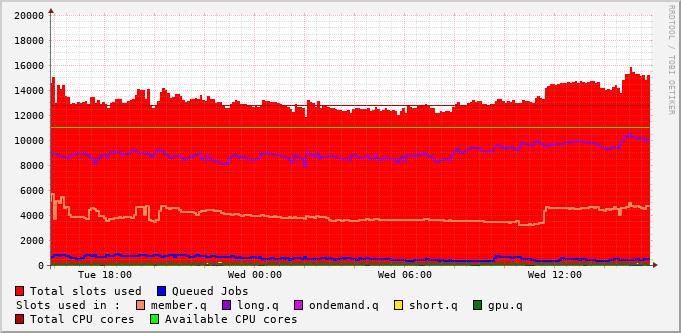 20000
18000
16000
14000
12000
10000
8000
6000
4000
2000
0
Tue 18:00 Wed 00:00 Wed 06:00 Wed 12:00
RRDTOOL / TOBI OETIKER
Total slots used Queued Jobs
Slots used in : member.q long.q ondemand.q short.q gpu.q
Total CPU cores Available CPU cores